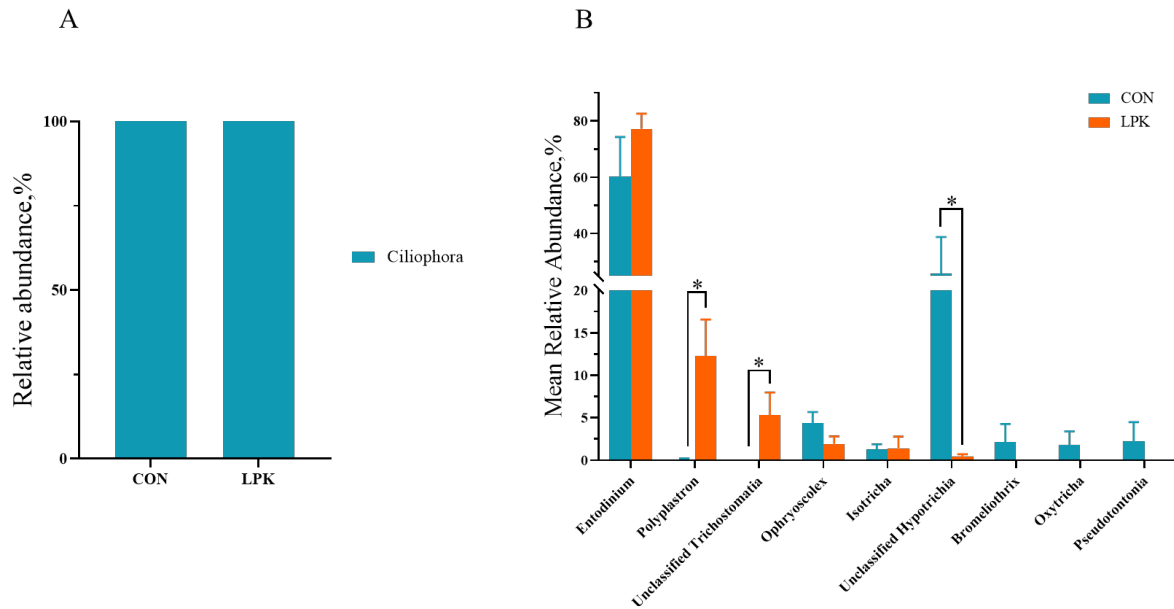 A
Relative abundance,%
100
50
0
CON
LPK
Ciliophora
B
Mean Relative Abundance,%
80
60
40
20
15
10
5
0
*
*
*
CON
LPK
Entodinium
Polyplastron
Unclassified Trichostomatia
Ophryoscolex
Isotricha
Unclassified Hypotrichia
Bromeliothrix
Oxytricha
Pseudotontonia